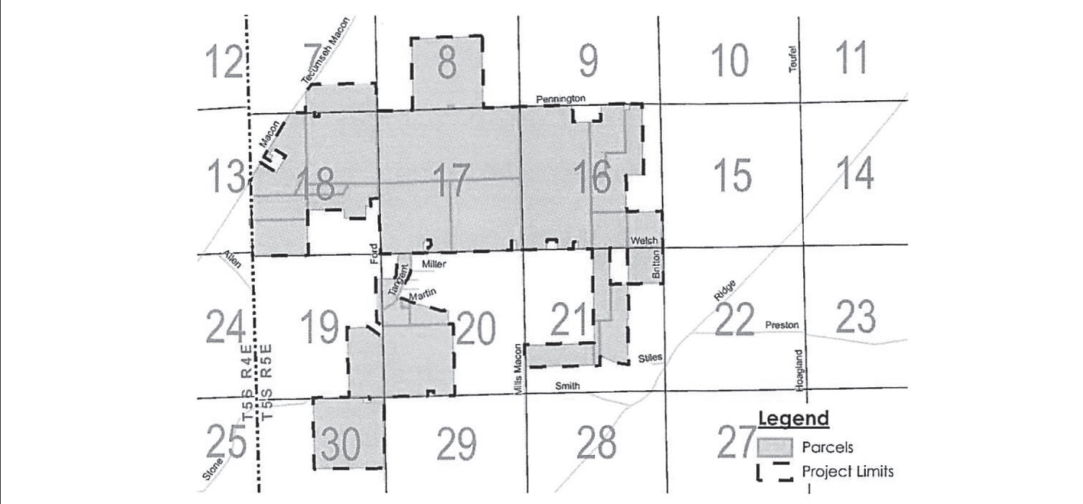 Tecumseh Macon
Teufel
12
7
8
9
10
11
Pennington
Macon
13
18
17
16
15
14
Welch
Allen
Ford
Miller
Britton
Tangent
Martin
Ridge
24
19
20
21
22
23
Preston
T5S R4E
T5S R5E
Mills Macon
Stiles
Hoagland
Smith
Legend
25
30
29
28
27
Parcels
Stone
Project Limits